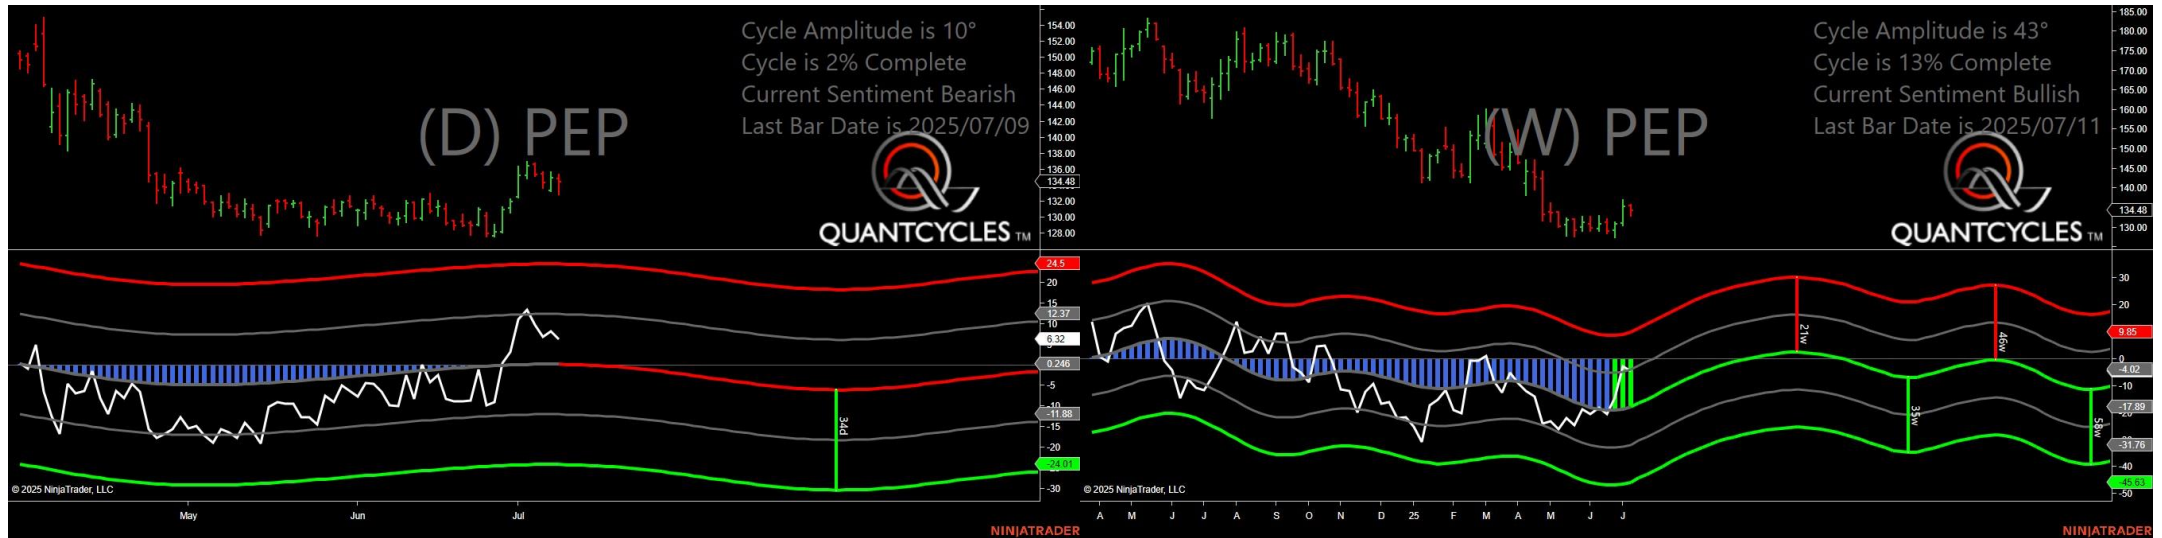 Cycle Amplitude is 10°
Cycle is 2% Complete
Current Sentiment Bearish
Last Bar Date is 2025/07/09
(D) PEP
QUANTCYCLES TM
154.00
152.00
150.00
148.00
146.00
144.00
142.00
140.00
138.00
136.00
134.48
132.00
130.00
128.00
24.5
20
15
12.37
10
6.32
0.246
-5
-10
-11.88
-15
-20
-24.01
-30
34d
© 2025 NinjaTrader, LLC
May
Jun
Jul
NINJATRADER
Cycle Amplitude is 43°
Cycle is 13% Complete
Current Sentiment Bullish
Last Bar Date is 2025/07/11
(W) PEP
QUANTCYCLES TM
185.00
180.00
175.00
170.00
165.00
160.00
155.00
150.00
145.00
140.00
134.48
130.00
30
20
9.85
0
-4.02
-10
-17.89
-31.76
-40
-45.63
-50
21w
46w
35w
58w
© 2025 NinjaTrader, LLC
A M J J A S O N D 25 F M A M J J
NINJATRADER